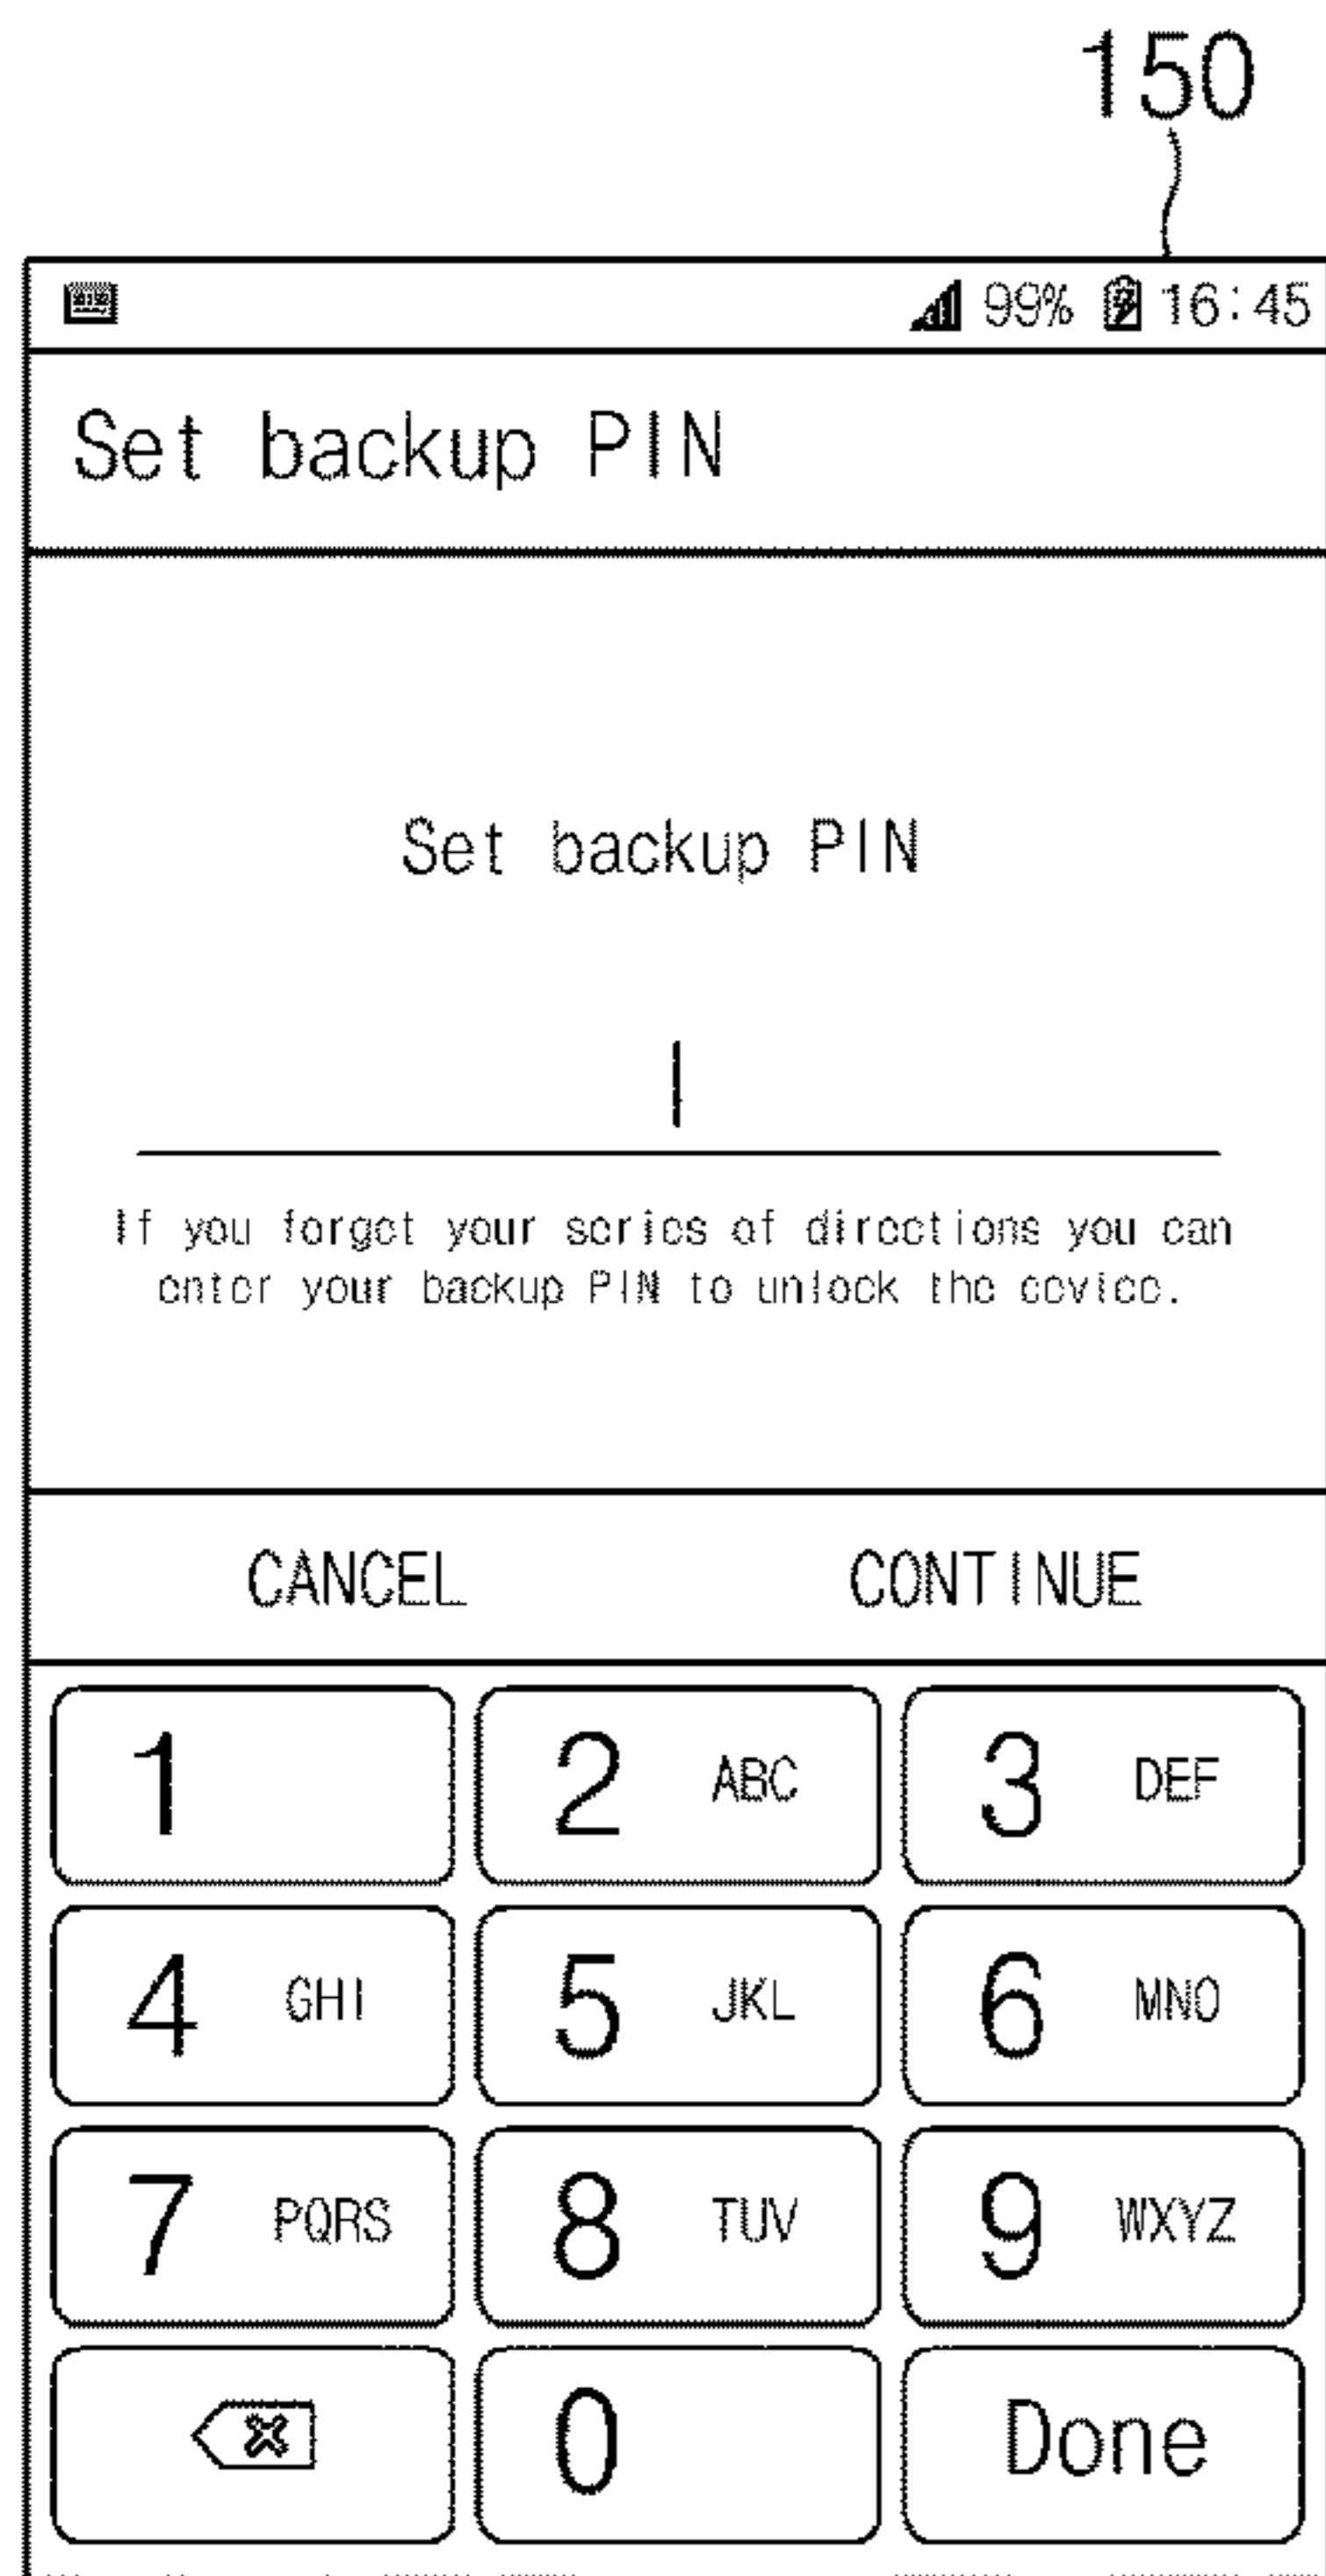 150
99% 16:45
Set backup PIN
Set backup PIN
If you forget your series of directions you can
enter your backup PIN to unlock the device.
CANCEL CONTINUE
1 2 ABC 3 DEF
4 GHI 5 JKL 6 MNO
7 PQRS 8 TUV 9 WXYZ
0 Done